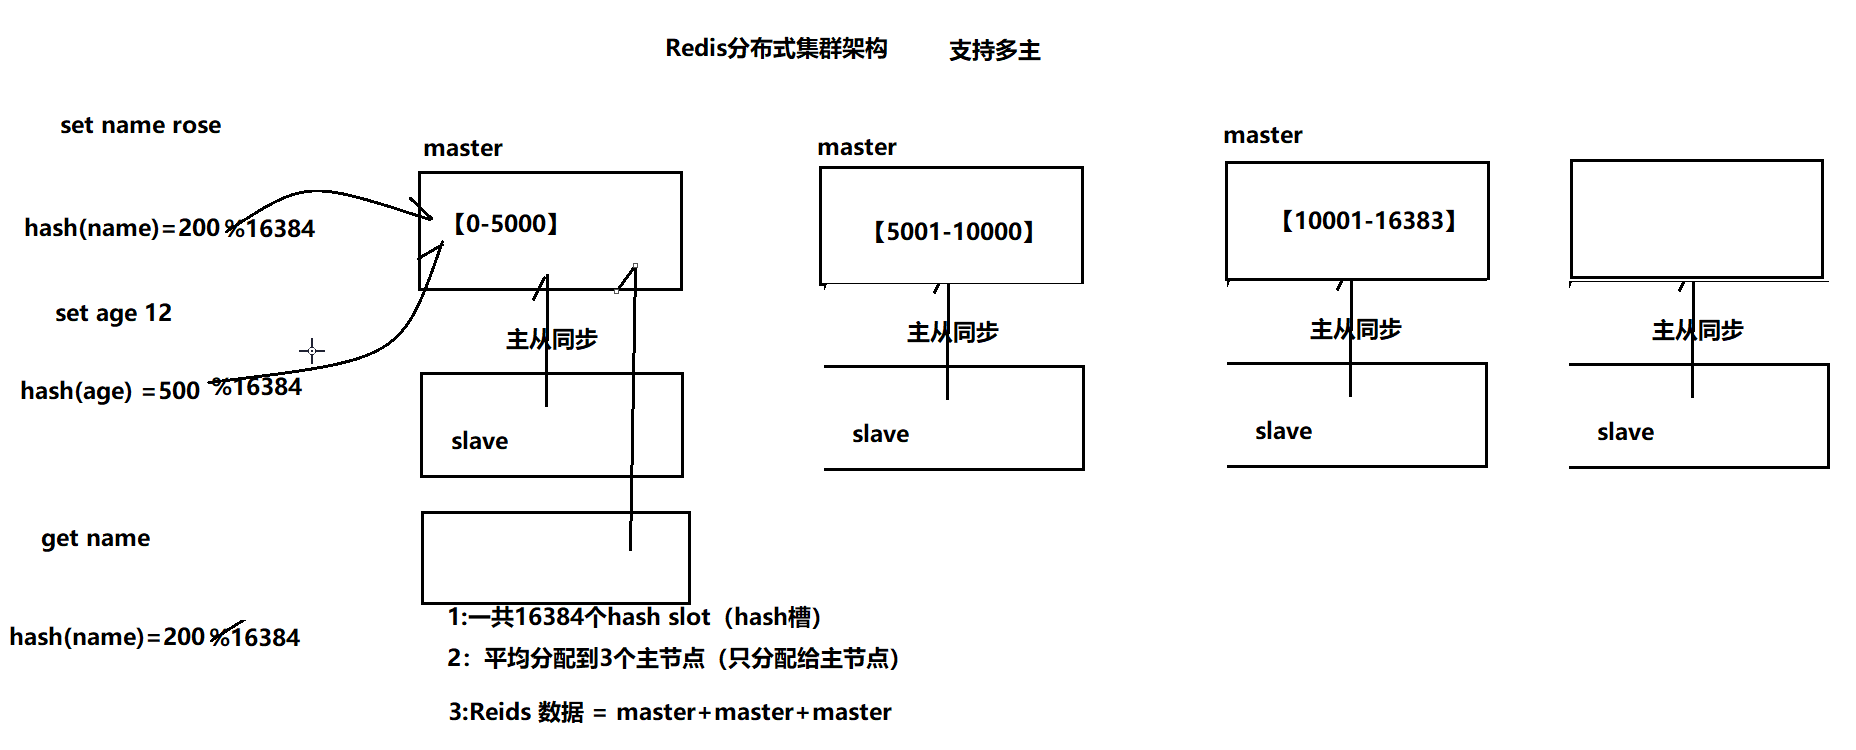 Redis分布式集群架构 支持多主
set name rose
master
master
master
hash(name)=200 %16384
【0-5000】
【5001-10000】
【10001-16383】
set age 12
主从同步
主从同步
主从同步
主从同步
hash(age) =500 %16384
slave
slave
slave
slave
get name
hash(name)=200 %16384
1:一共16384个hash slot（hash槽）
2：平均分配到3个主节点（只分配给主节点）
3:Reids 数据 = master+master+master